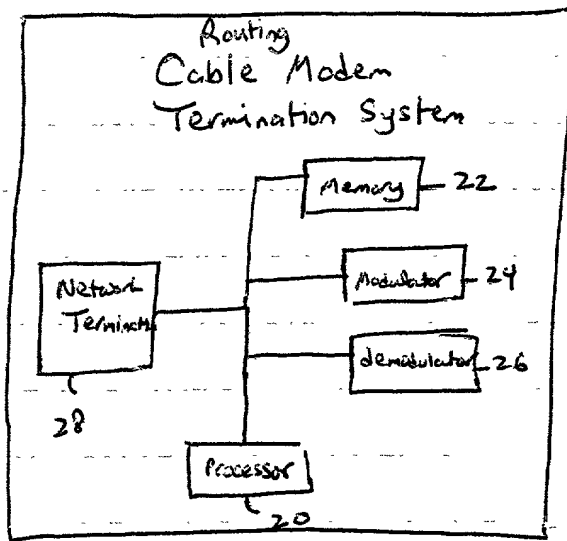 Routing
Cable Modem
Termination System
Memory 22
Modulator 24
Network
demodulator 26
28
Processor
20